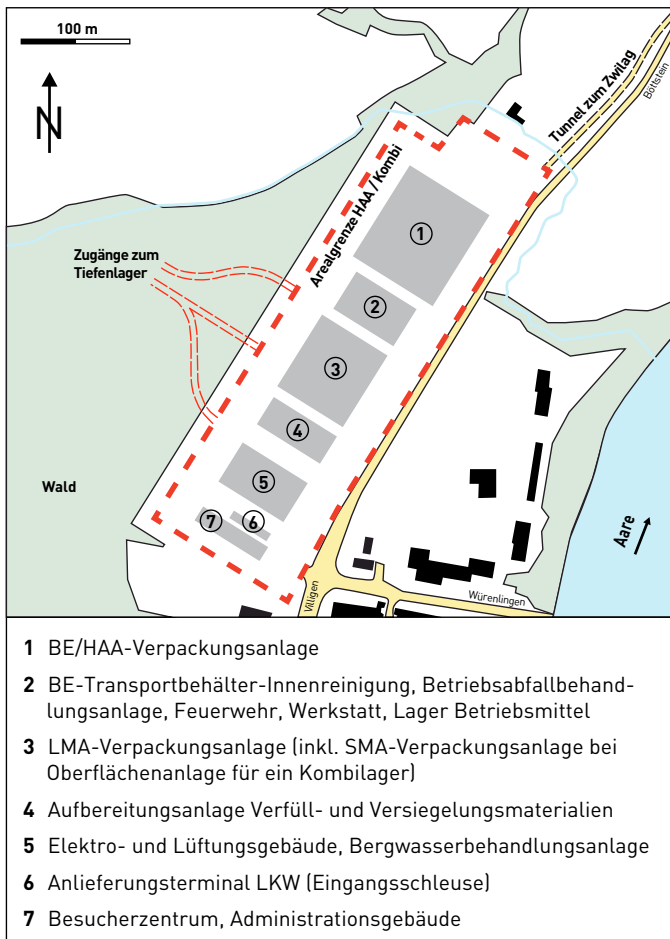 100 m
N
Tunnel zum Zwilag
Böttstein
Arealgrenze HAA / Kombi
Zugänge zum
Tiefenlager
1
2
3
4
5
6
7
Wald
Aare
Villigen
Würenlingen
1 BE/HAA-Verpackungsanlage
2 BE-Transportbehälter-Innenreinigung, Betriebsabfallbehand-
lungsanlage, Feuerwehr, Werkstatt, Lager Betriebsmittel
3 LMA-Verpackungsanlage (inkl. SMA-Verpackungsanlage bei
Oberflächenanlage für ein Kombilager)
4 Aufbereitungsanlage Verfüll- und Versiegelungsmaterialien
5 Elektro- und Lüftungsgebäude, Bergwasserbehandlungsanlage
6 Anlieferungsterminal LKW (Eingangsschleuse)
7 Besucherzentrum, Administrationsgebäude